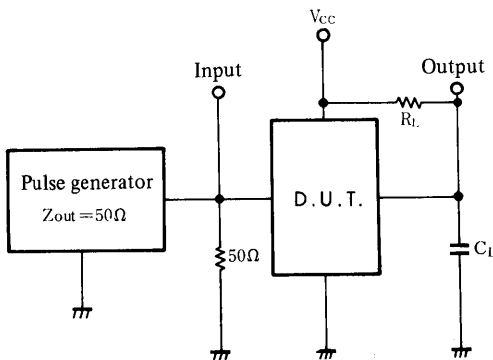 Vcc
Input
Output
RL
Pulse generator
Zout=50Ω
D.U.T.
50Ω
CL